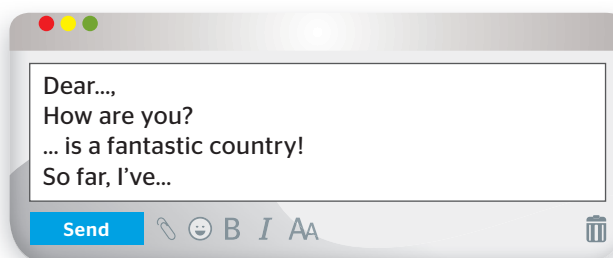 Dear...,
How are you?
... is a fantastic country!
So far, I've...
Send B I AA